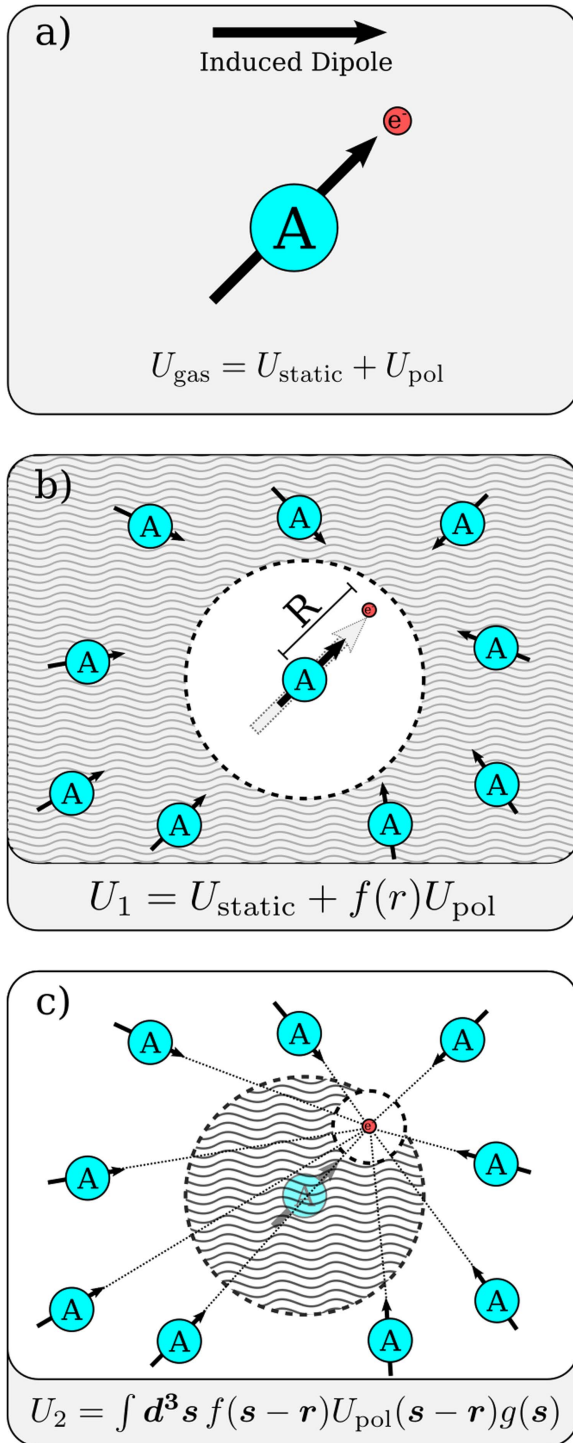 a)
Induced Dipole
e⁻
A
U_gas = U_static + U_pol
b)
A
A
A
R
e⁻
A
A
A
A
A
A
A
U_1 = U_static + f(r)U_pol
c)
A
A
A
e⁻
A
A
A
A
A
A
A
U_2 = ∫ d³s f(s − r)U_pol(s − r)g(s)